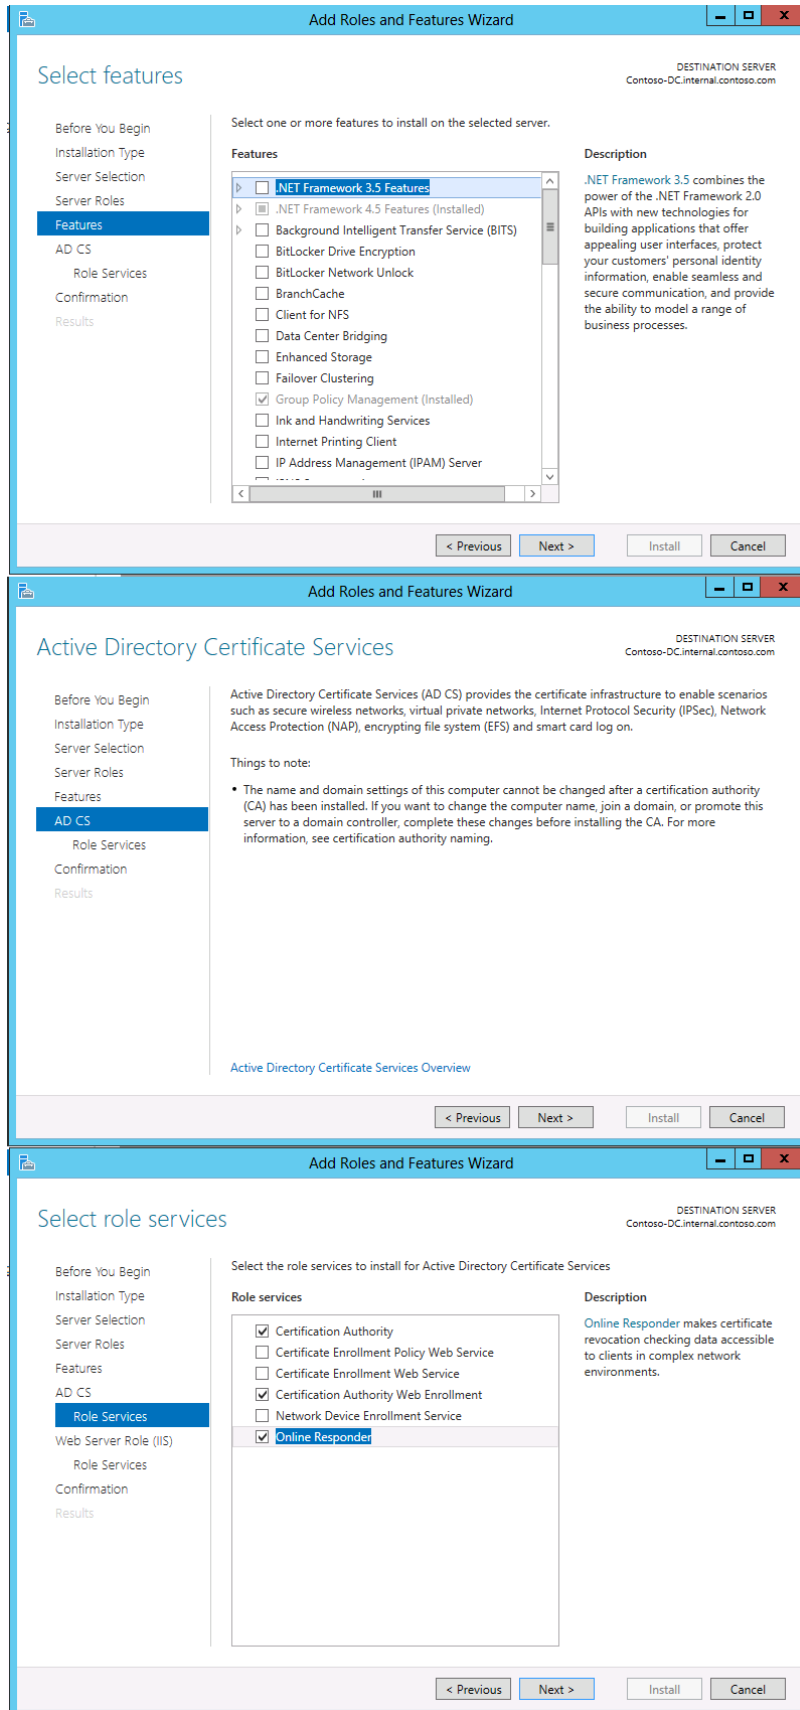 Add Roles and Features Wizard
Select features
DESTINATION SERVER
Contoso-DC.internal.contoso.com
Before You Begin
Installation Type
Server Selection
Server Roles
Features
AD CS
Role Services
Confirmation
Results
Select one or more features to install on the selected server.
Features
.NET Framework 3.5 Features
.NET Framework 4.5 Features (Installed)
Background Intelligent Transfer Service (BITS)
BitLocker Drive Encryption
BitLocker Network Unlock
BranchCache
Client for NFS
Data Center Bridging
Enhanced Storage
Failover Clustering
Group Policy Management (Installed)
Ink and Handwriting Services
Internet Printing Client
IP Address Management (IPAM) Server
Description
.NET Framework 3.5 combines the
power of the .NET Framework 2.0
APIs with new technologies for
building applications that offer
appealing user interfaces, protect
your customers' personal identity
information, enable seamless and
secure communication, and provide
the ability to model a range of
business processes.
< Previous
Next >
Install
Cancel
Add Roles and Features Wizard
Active Directory Certificate Services
DESTINATION SERVER
Contoso-DC.internal.contoso.com
Before You Begin
Installation Type
Server Selection
Server Roles
Features
AD CS
Role Services
Confirmation
Results
Active Directory Certificate Services (AD CS) provides the certificate infrastructure to enable scenarios
such as secure wireless networks, virtual private networks, Internet Protocol Security (IPSec), Network
Access Protection (NAP), encrypting file system (EFS) and smart card log on.
Things to note:
• The name and domain settings of this computer cannot be changed after a certification authority
(CA) has been installed. If you want to change the computer name, join a domain, or promote this
server to a domain controller, complete these changes before installing the CA. For more
information, see certification authority naming.
Active Directory Certificate Services Overview
< Previous
Next >
Install
Cancel
Add Roles and Features Wizard
Select role services
DESTINATION SERVER
Contoso-DC.internal.contoso.com
Before You Begin
Installation Type
Server Selection
Server Roles
Features
AD CS
Role Services
Web Server Role (IIS)
Role Services
Confirmation
Results
Select the role services to install for Active Directory Certificate Services
Role services
Certification Authority
Certificate Enrollment Policy Web Service
Certificate Enrollment Web Service
Certification Authority Web Enrollment
Network Device Enrollment Service
Online Responder
Description
Online Responder makes certificate
revocation checking data accessible
to clients in complex network
environments.
< Previous
Next >
Install
Cancel